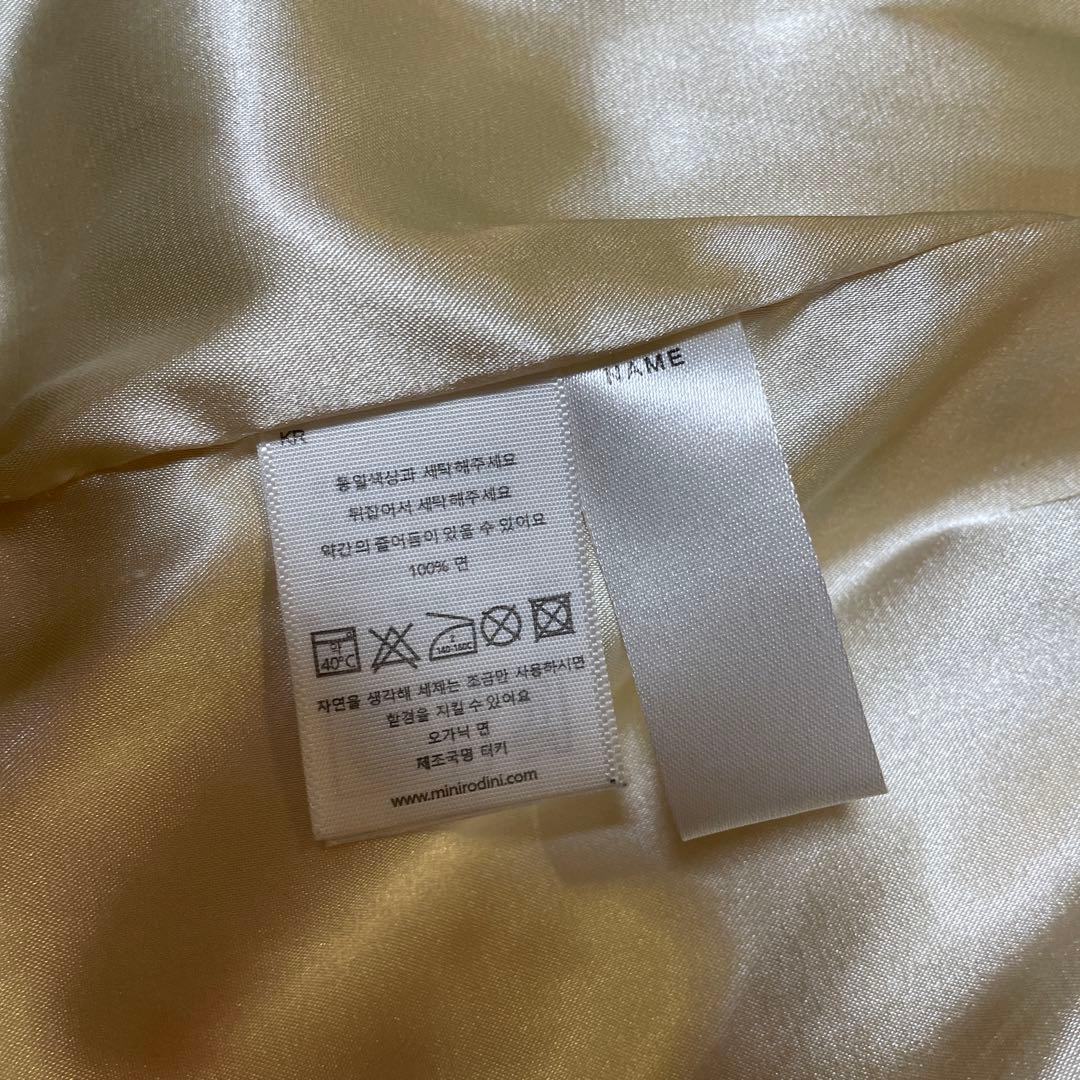 KR
통일색상과 세탁해주세요
뒤집어서 세탁해주세요
약간의 줄어듦이 있을 수 있어요
100% 면
약
40°C
140-160C
자연을 생각해 세제는 조금만 사용하시면
환경을 지킬 수 있어요
오가닉 면
제조국명 터키
www.minirodini.com
NAME